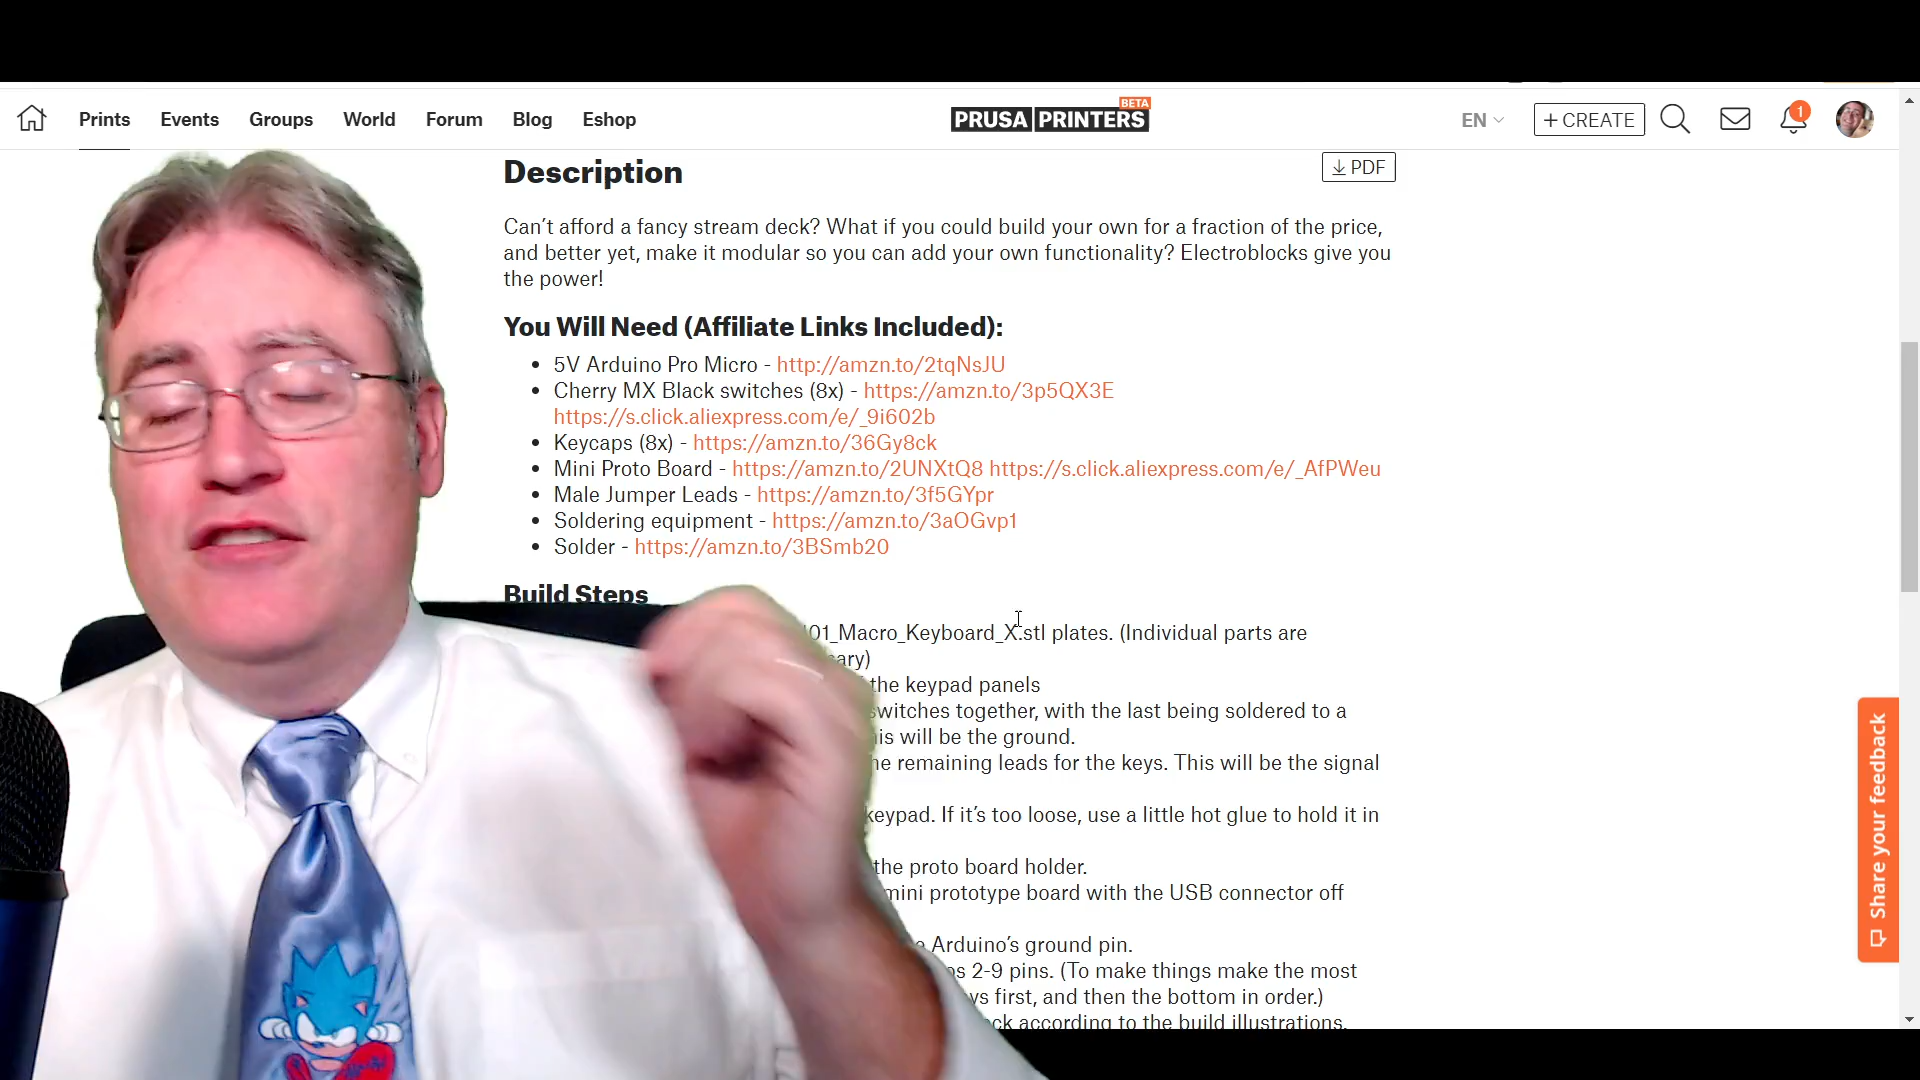 Prints Events Groups World Forum Blog Eshop PRUSA PRINTERS BETA EN + CREATE 1
Description PDF
Can’t afford a fancy stream deck? What if you could build your own for a fraction of the price,
and better yet, make it modular so you can add your own functionality? Electroblocks give you
the power!
You Will Need (Affiliate Links Included):
• 5V Arduino Pro Micro - http://amzn.to/2tqNsJU
• Cherry MX Black switches (8x) - https://amzn.to/3p5QX3E
https://s.click.aliexpress.com/e/_9i602b
• Keycaps (8x) - https://amzn.to/36Gy8ck
• Mini Proto Board - https://amzn.to/2UNXtQ8 https://s.click.aliexpress.com/e/_AfPWeu
• Male Jumper Leads - https://amzn.to/3f5GYpr
• Soldering equipment - https://amzn.to/3aOGvp1
• Solder - https://amzn.to/3BSmb20
Build Steps
01_Macro_Keyboard_X.stl plates. (Individual parts are
ary)
the keypad panels
switches together, with the last being soldered to a
is will be the ground.
he remaining leads for the keys. This will be the signal
keypad. If it’s too loose, use a little hot glue to hold it in
the proto board holder.
mini prototype board with the USB connector off
e Arduino’s ground pin.
os 2-9 pins. (To make things make the most
ys first, and then the bottom in order.)
ck according to the build illustrations.
Share your feedback